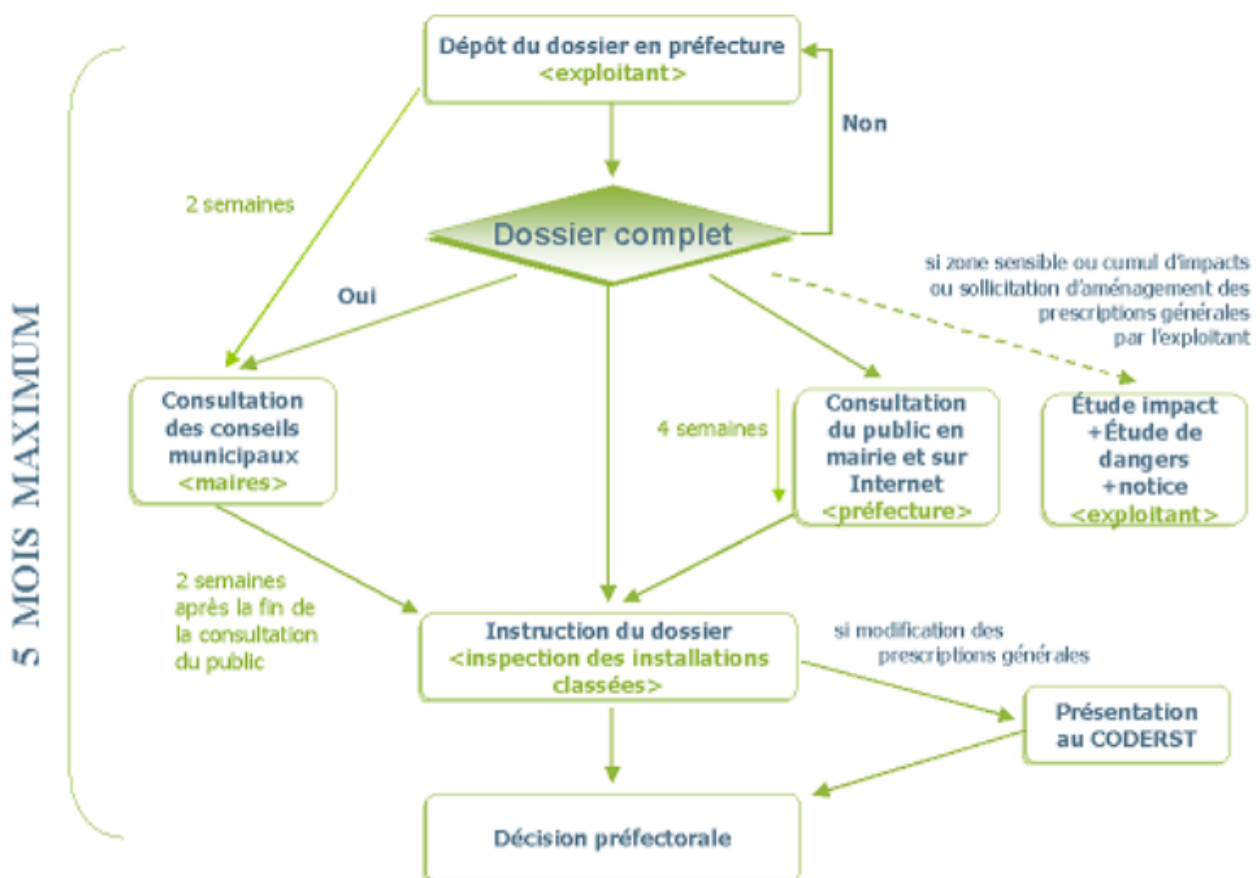 Dépôt du dossier en préfecture
<exploitant>
Non
2 semaines
Dossier complet
si zone sensible ou cumul d'impacts
ou sollicitation d'aménagement des
prescriptions générales
par l'exploitant
Oui
5 MOIS MAXIMUM
Consultation
des conseils
municipaux
<maires>
4 semaines
Consultation
du public en
mairie et sur
Internet
<préfecture>
Étude impact
+Étude de
dangers
+notice
<exploitant>
2 semaines
après la fin de
la consultation
du public
Instruction du dossier
<inspection des installations
classées>
si modification des
prescriptions générales
Présentation
au CODERST
Décision préfectorale